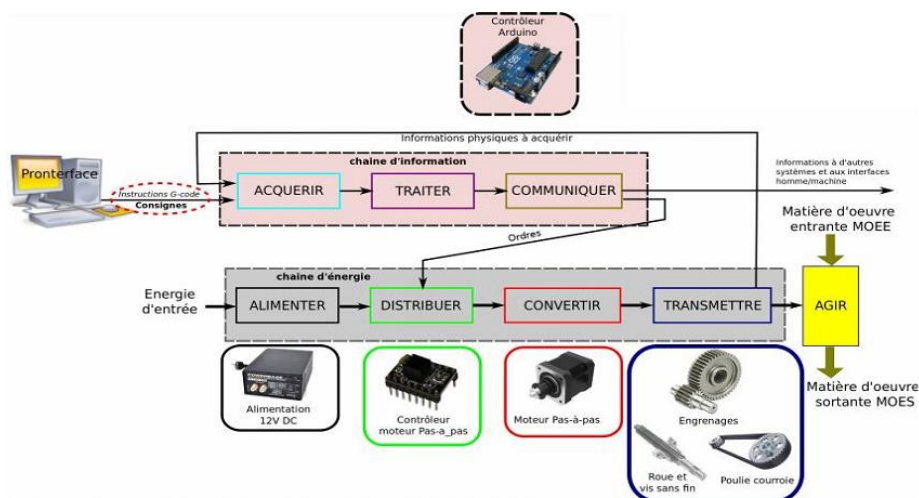 Contrôleur
Arduino
Informations physiques à acquérir
chaine d'information
Pronterface
Instructions G-code
Consignes
ACQUERIR
TRAITER
COMMUNIQUER
Informations à d'autres
systèmes et aux interfaces
homme/machine
Ordres
Matière d'oeuvre
entrante MOEE
chaine d'énergie
Energie
d'entrée
ALIMENTER
DISTRIBUER
CONVERTIR
TRANSMETTRE
AGIR
Alimentation
12V DC
Contrôleur
moteur Pas-a_pas
Moteur Pas-à-pas
Engrenages
Roue et
vis sans fin
Poulie courroie
Matière d'oeuvre
sortante MOES